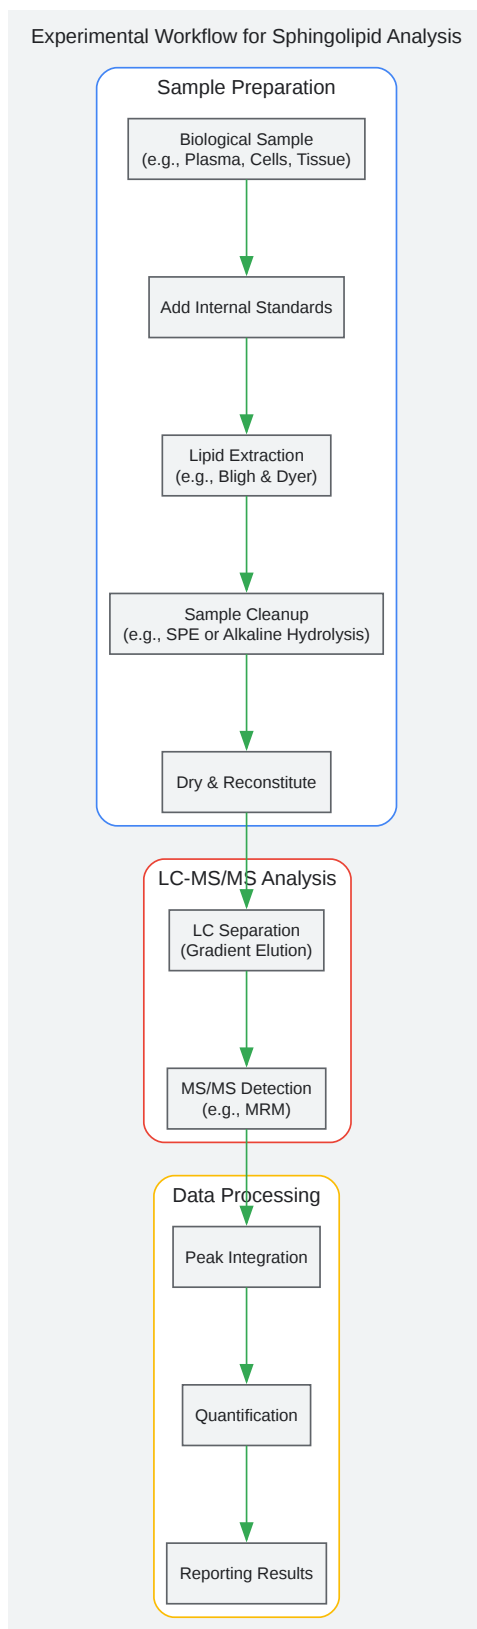 Experimental Workflow for Sphingolipid Analysis
Sample Preparation
Biological Sample
(e.g., Plasma, Cells, Tissue)
Add Internal Standards
Lipid Extraction
(e.g., Bligh & Dyer)
Sample Cleanup
(e.g., SPE or Alkaline Hydrolysis)
Dry & Reconstitute
LC-MS/MS Analysis
LC Separation
(Gradient Elution)
MS/MS Detection
(e.g., MRM)
Data Processing
Peak Integration
Quantification
Reporting Results